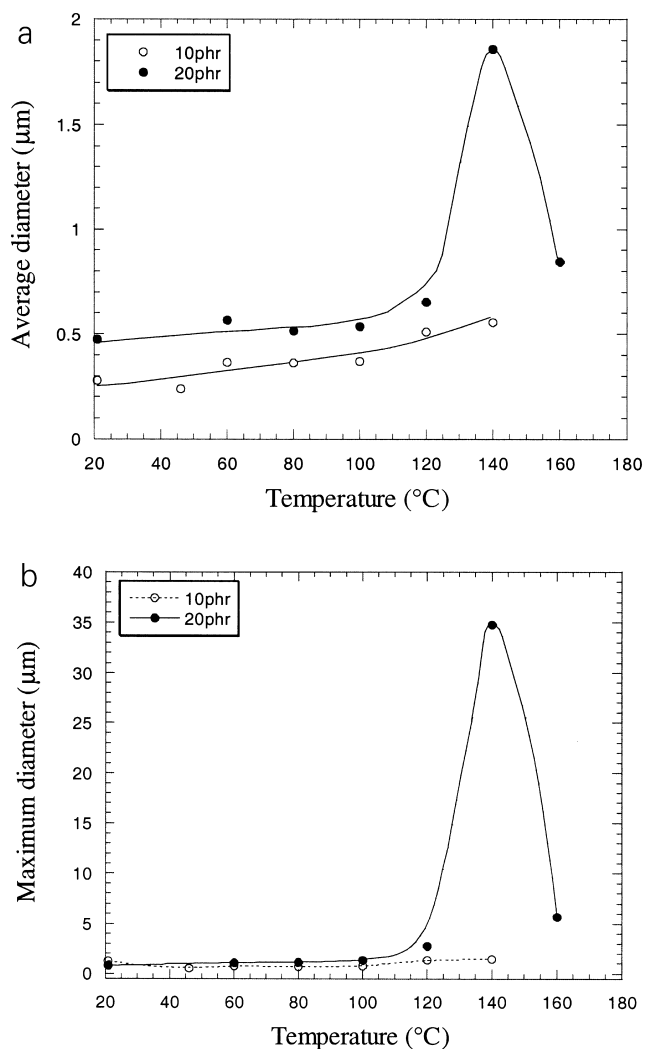 a
2
10phr
20phr
1.5
1
0.5
0
Average diameter (μm)
20 40 60 80 100 120 140 160 180
Temperature (°C)
b
40
10phr
20phr
35
30
25
20
15
10
5
0
Maximum diameter (μm)
20 40 60 80 100 120 140 160 180
Temperature (°C)